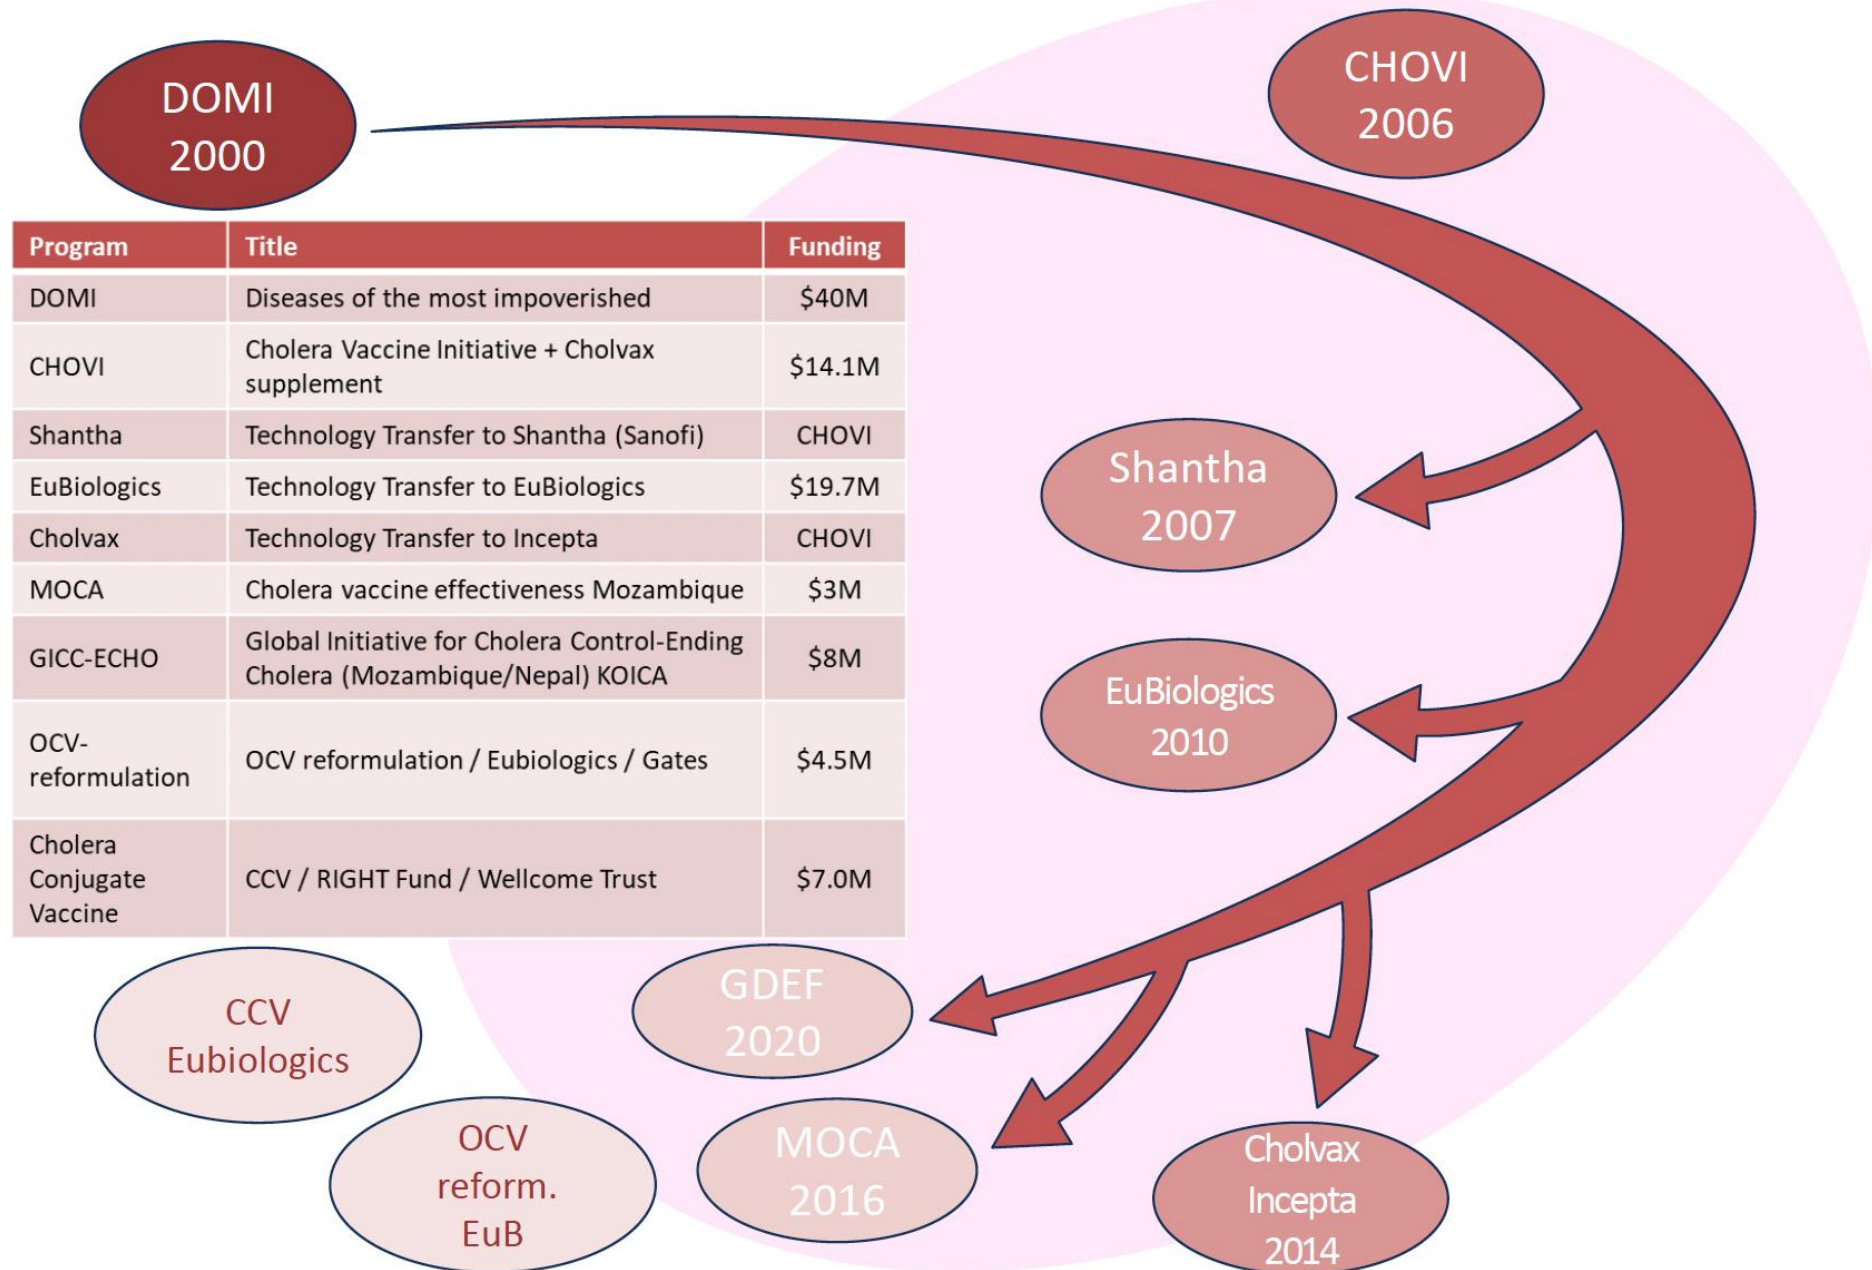 DOMI
2000
CHOVI
2006
Program Title Funding
DOMI Diseases of the most impoverished $40M
CHOVI Cholera Vaccine Initiative + Cholvax
supplement $14.1M
Shantha Technology Transfer to Shantha (Sanofi) CHOVI
EuBiologics Technology Transfer to EuBiologics $19.7M
Cholvax Technology Transfer to Incepta CHOVI
MOCA Cholera vaccine effectiveness Mozambique $3M
GICC-ECHO Global Initiative for Cholera Control-Ending
Cholera (Mozambique/Nepal) KOICA $8M
OCV-
reformulation OCV reformulation / Eubiologics / Gates $4.5M
Cholera
Conjugate
Vaccine CCV / RIGHT Fund / Wellcome Trust $7.0M
Shantha
2007
EuBiologics
2010
CCV
Eubiologics
OCV
reform.
EuB
GDEF
2020
MOCA
2016
Cholvax
Incepta
2014